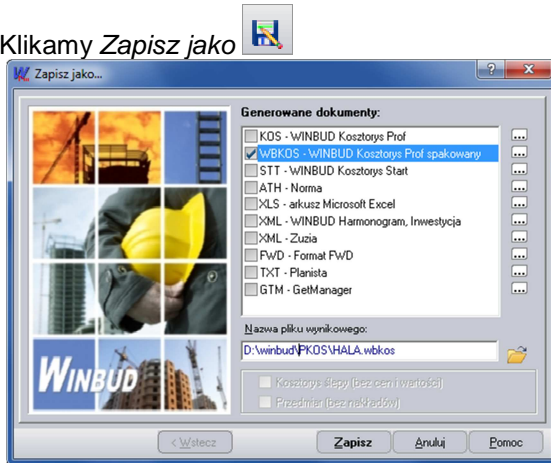 Klikamy Zapisz jako
Zapisz jako...
Generowane dokumenty:
KOS - WINBUD Kosztorys Prof
WBKOS - WINBUD Kosztorys Prof spakowany
STT - WINBUD Kosztorys Start
ATH - Norma
XLS - arkusz Microsoft Excel
XML - WINBUD Harmonogram, Inwestycja
XML - Zuzia
FWD - Format FWD
TXT - Planista
GTM - GetManager
Nazwa pliku wynikowego:
D:\winbud\PKOS\HALA.wbkos
WINBUD
Kosztorys ślepy (bez cen i wartości)
Przedmiar (bez nakładów)
< Wstecz
Zapisz
Anuluj
Pomoc